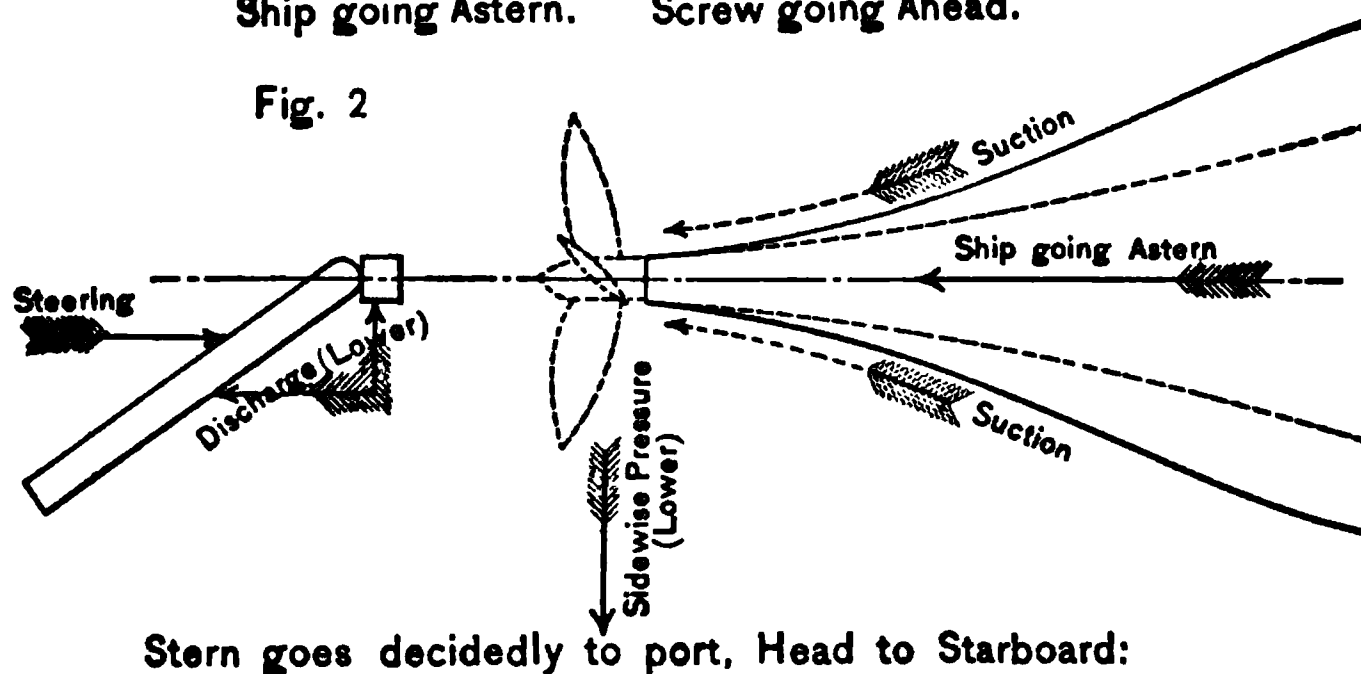 Ship going Astern. Screw going Ahead.
Fig. 2
Suction
Ship going Astern
Steering
Discharge (Lower)
Sidewise Pressure
(Lower)
Suction
Stern goes decidedly to port, Head to Starboard: